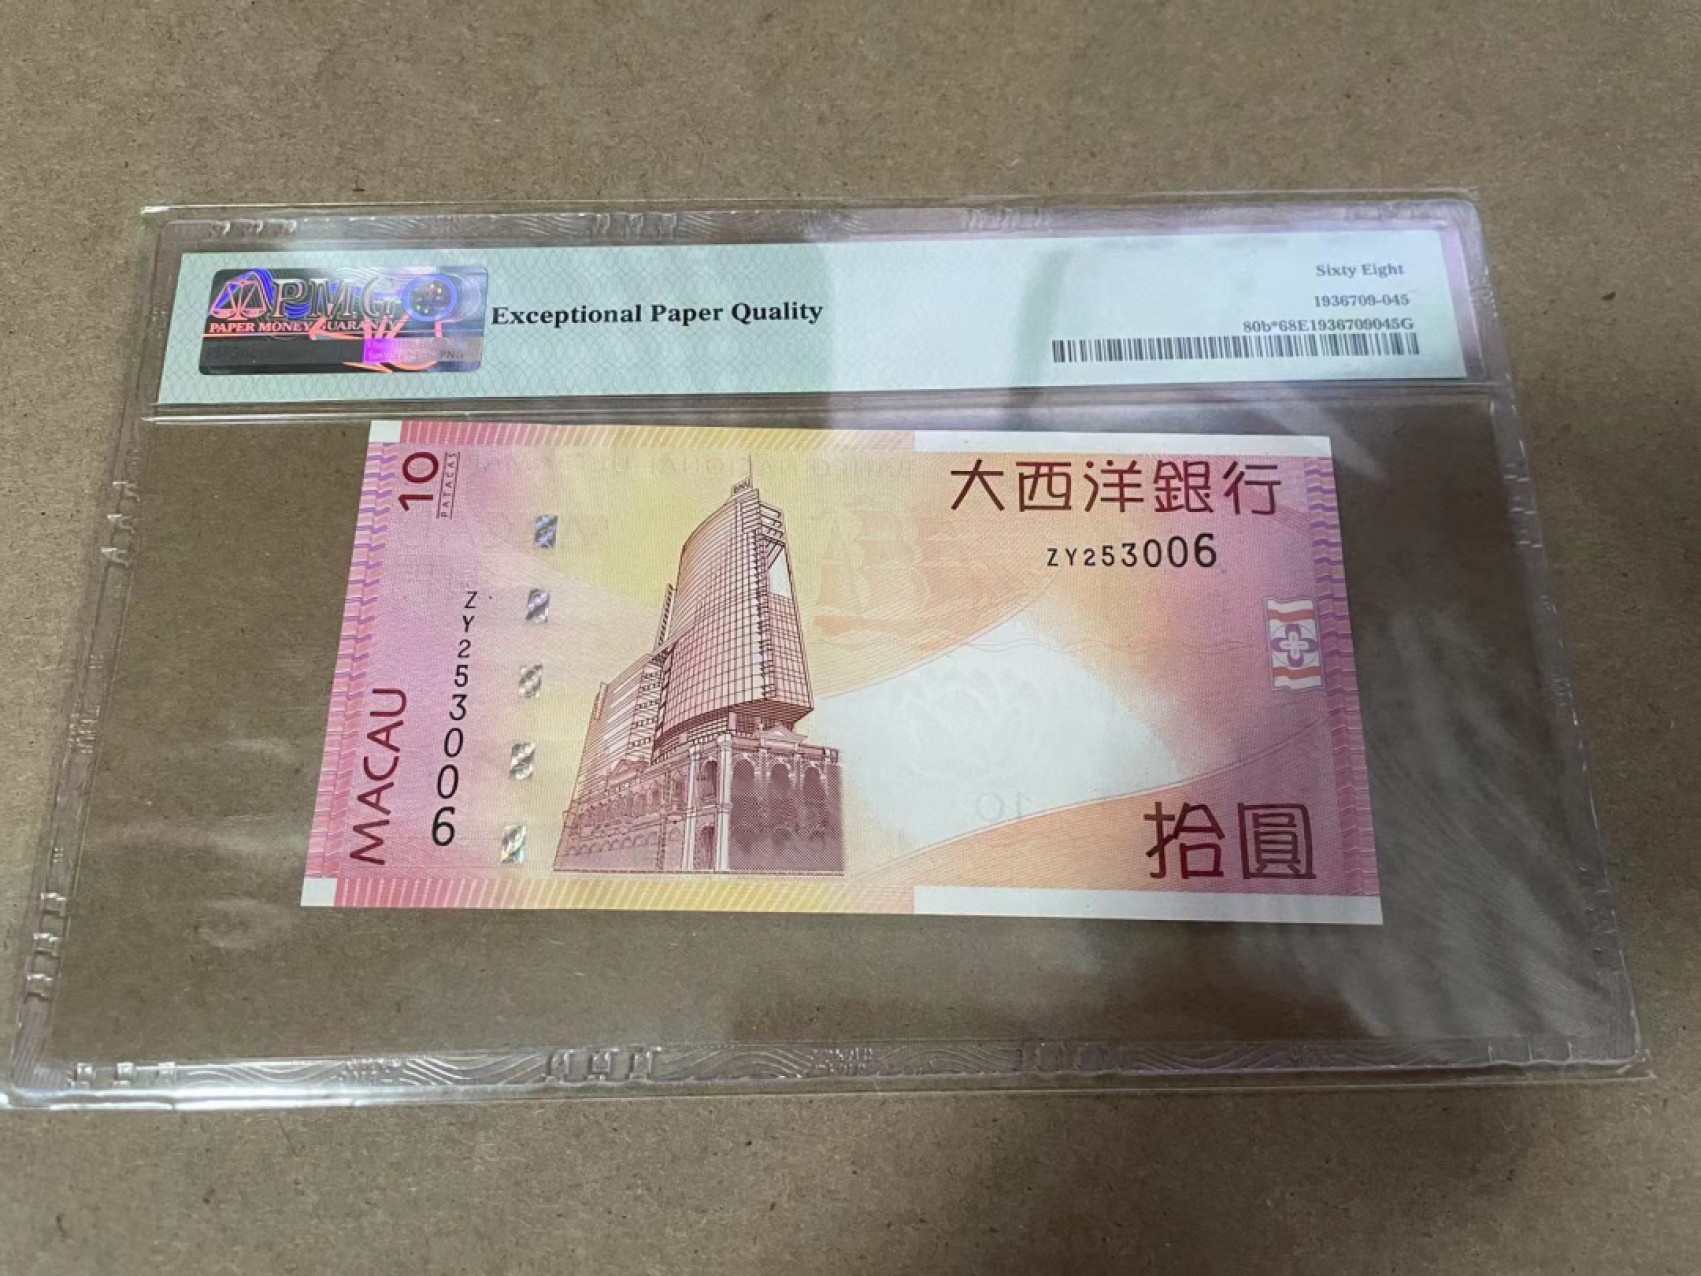 PMG
PAPER MONEY GUARANTY
Exceptional Paper Quality
Sixty Eight
1936709-045
80b*68E1936709045G
10
PATACAS
BNU
大西洋銀行
ZY253006
ZY253006
MACAU
拾圓